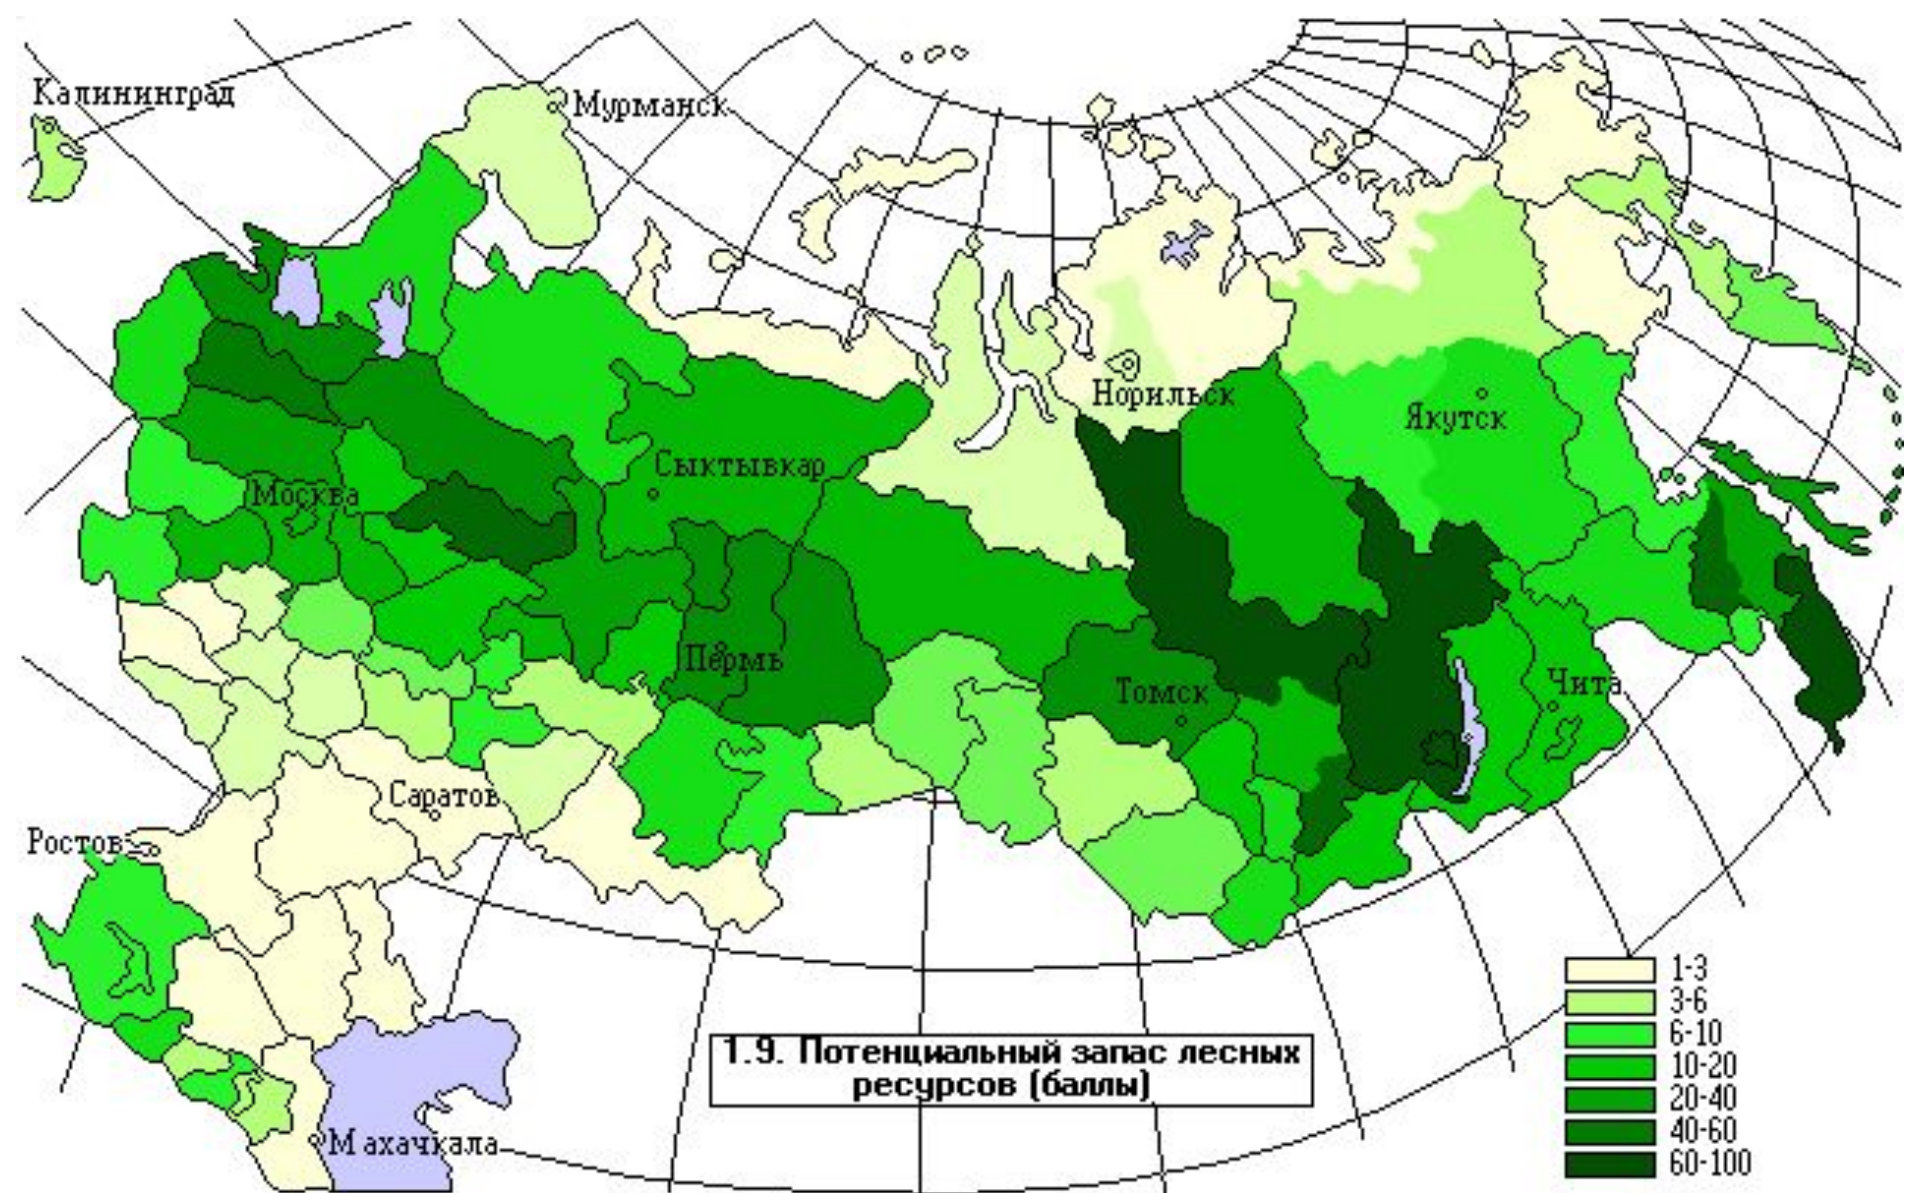 Калининград
Мурманск
Норильск
Якутск
Сыктывкар
Москва
Пермь
Томск
Чита
Саратов
Ростов
Махачкала
1.9. Потенциальный запас лесных
ресурсов (баллы)
1-3
3-6
6-10
10-20
20-40
40-60
60-100